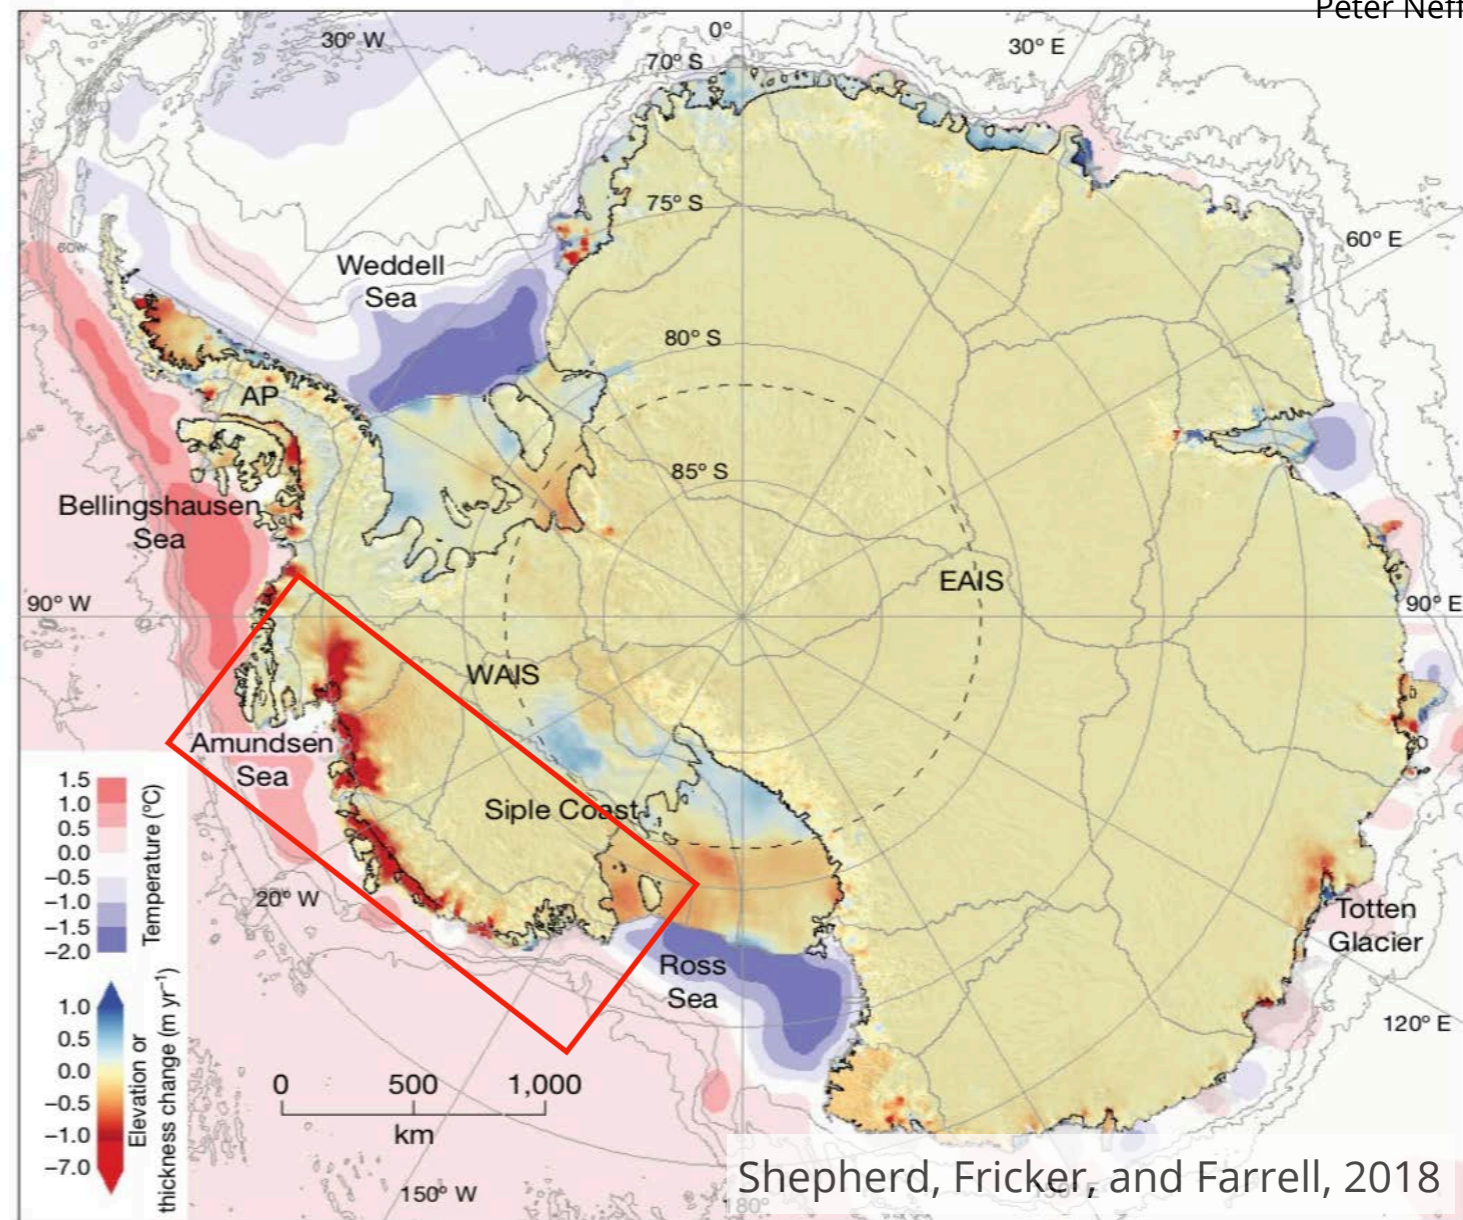 Peter Neff
0°
30° W
30° E
70° S
75° S
60° E
60W
Weddell
Sea
80° S
AP
85° S
Bellingshausen
Sea
EAIS
90° W
90° E
WAIS
Amundsen
Sea
1.5
1.0
0.5
0.0
−0.5
−1.0
−1.5
−2.0
Temperature (°C)
Siple Coast
20° W
Totten
Glacier
Ross
Sea
1.0
0.5
0.0
−0.5
−1.0
−7.0
Elevation or
thickness change (m yr⁻¹)
120° E
0 500 1,000
km
Shepherd, Fricker, and Farrell, 2018
150° W
180°